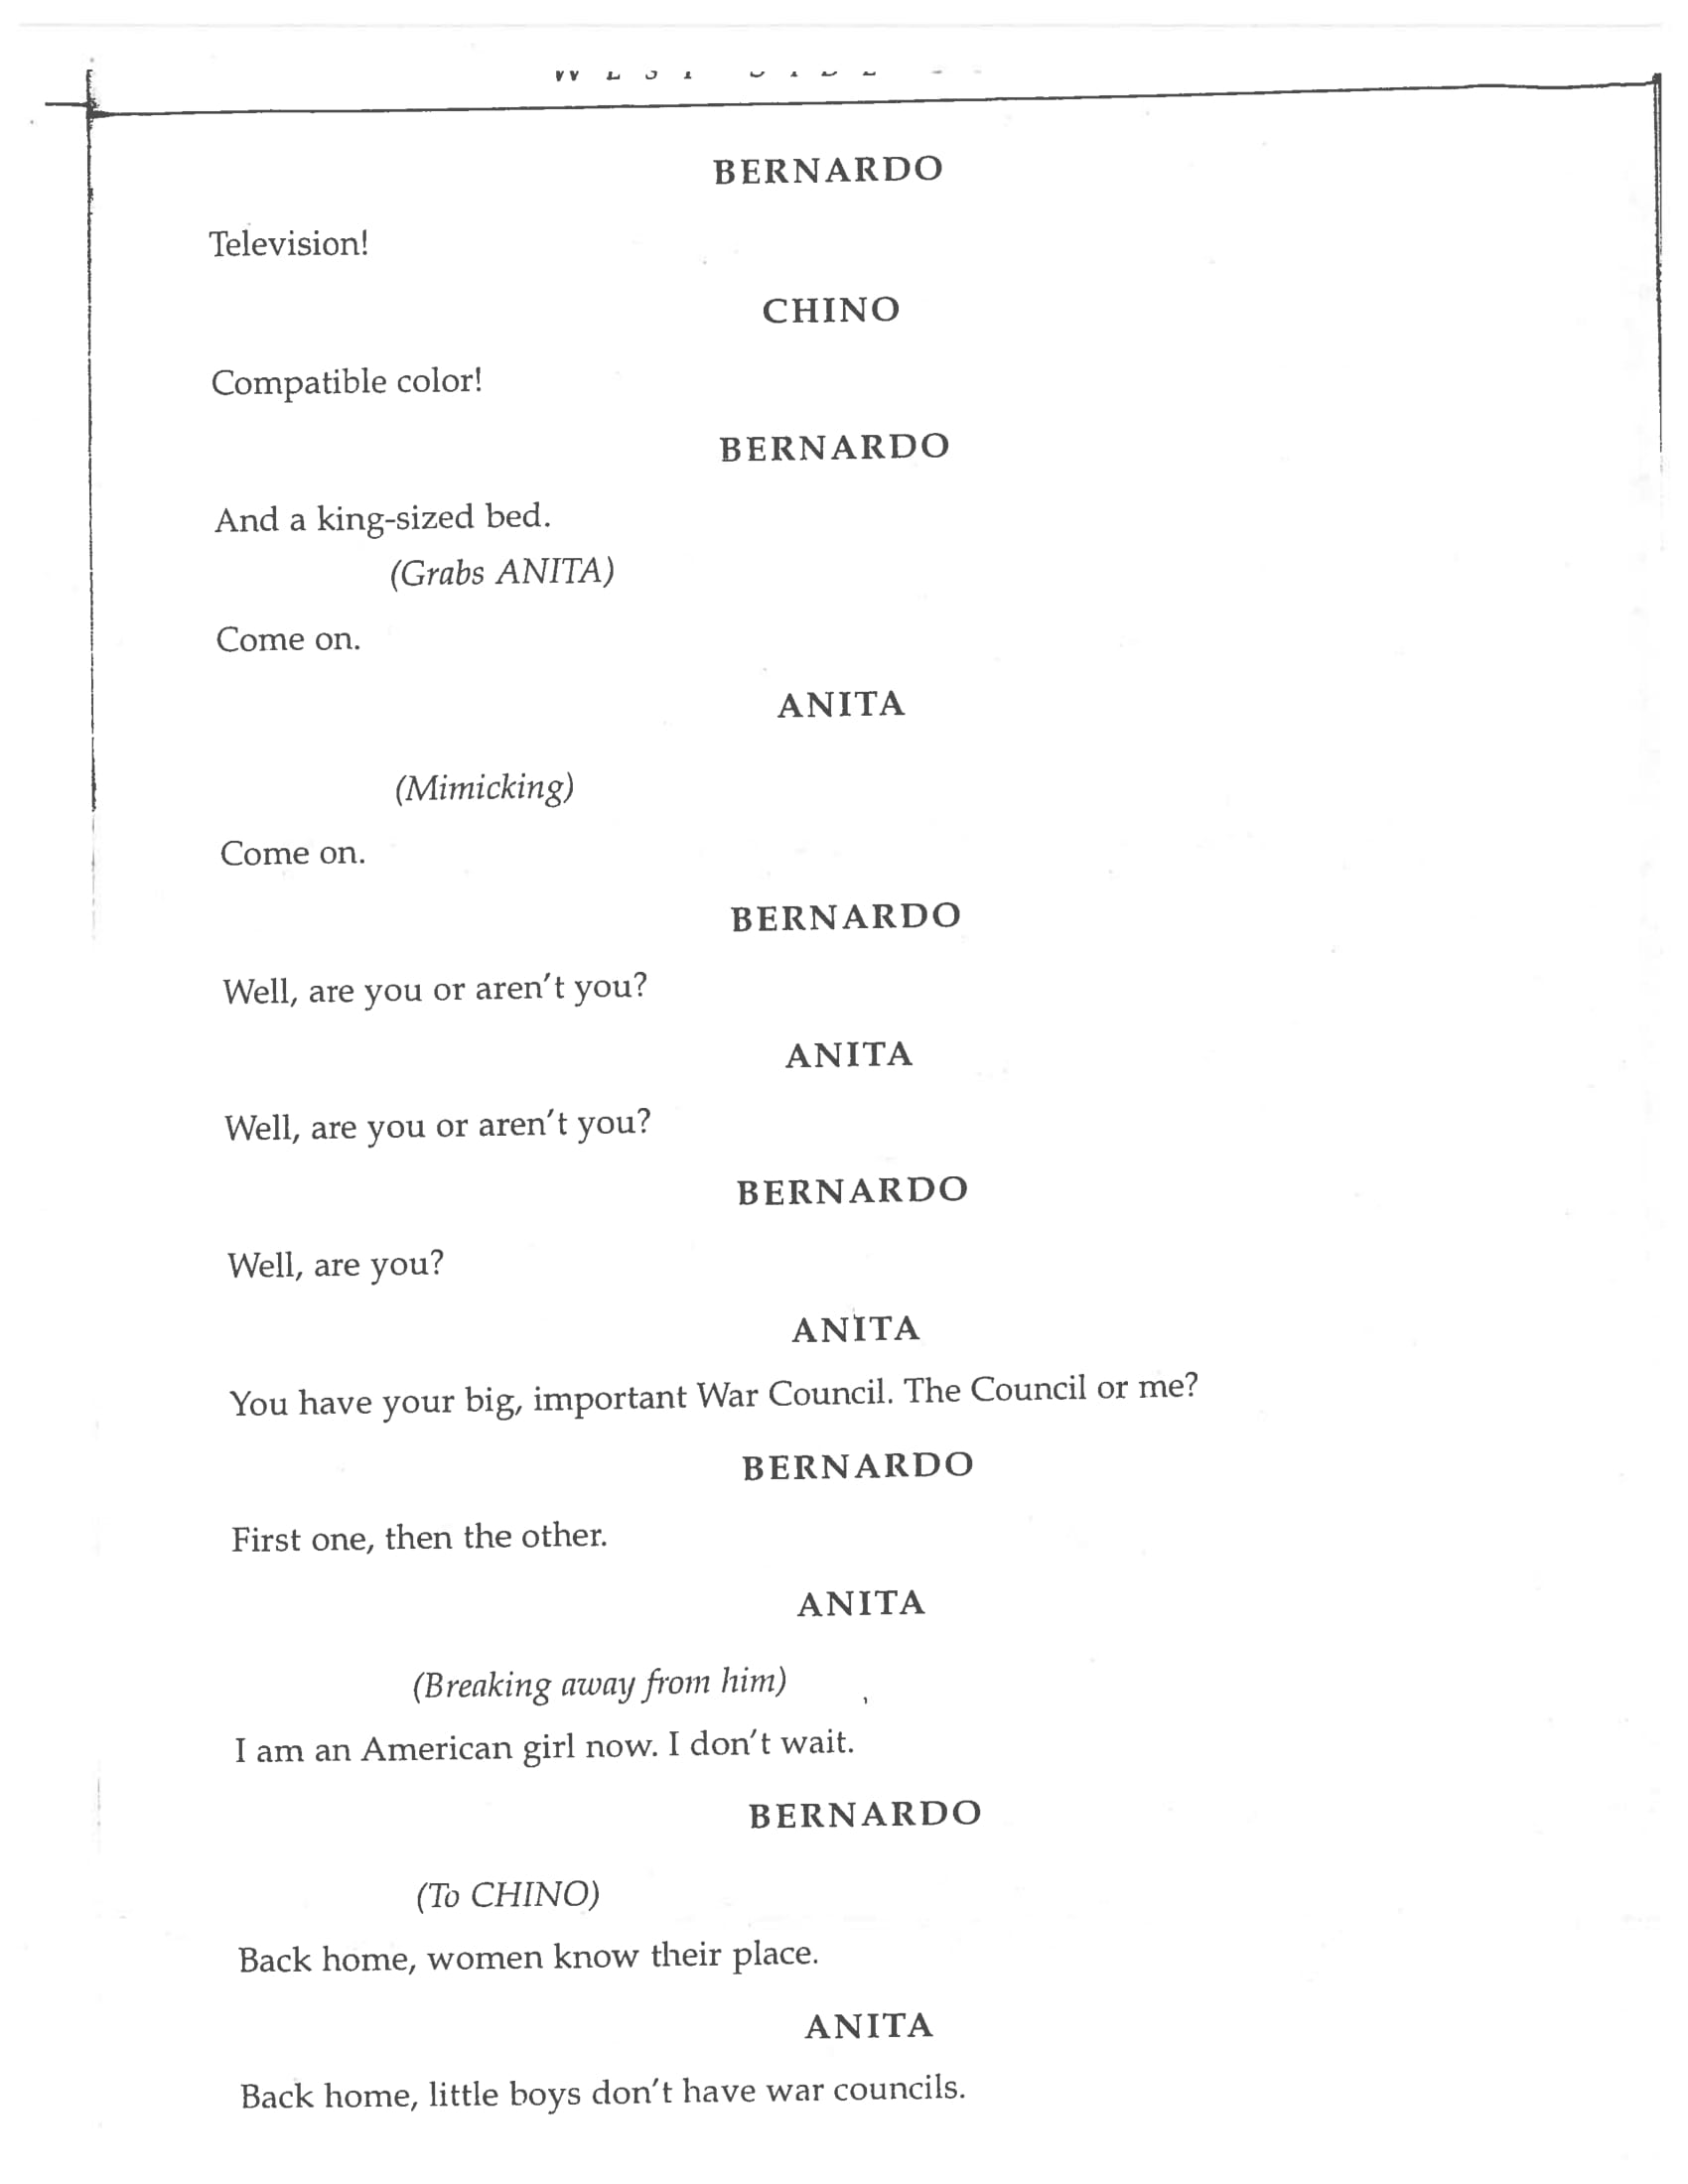 BERNARDO
Television!
CHINO
Compatible color!
BERNARDO
And a king-sized bed.
(Grabs ANITA)
Come on.
ANITA
(Mimicking)
Come on.
BERNARDO
Well, are you or aren't you?
ANITA
Well, are you or aren't you?
BERNARDO
Well, are you?
ANITA
You have your big, important War Council. The Council or me?
BERNARDO
First one, then the other.
ANITA
(Breaking away from him)
I am an American girl now. I don't wait.
BERNARDO
(To CHINO)
Back home, women know their place.
ANITA
Back home, little boys don't have war councils.